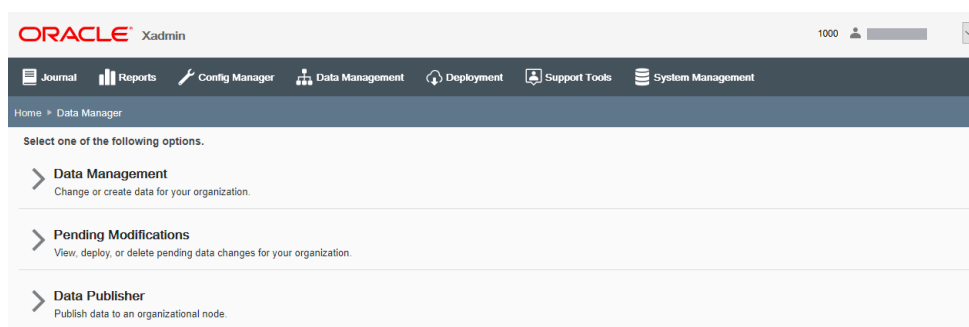 ORACLE Xadmin 1000
Journal Reports Config Manager Data Management Deployment Support Tools System Management
Home Data Manager
Select one of the following options.
Data Management
Change or create data for your organization.
Pending Modifications
View, deploy, or delete pending data changes for your organization.
Data Publisher
Publish data to an organizational node.